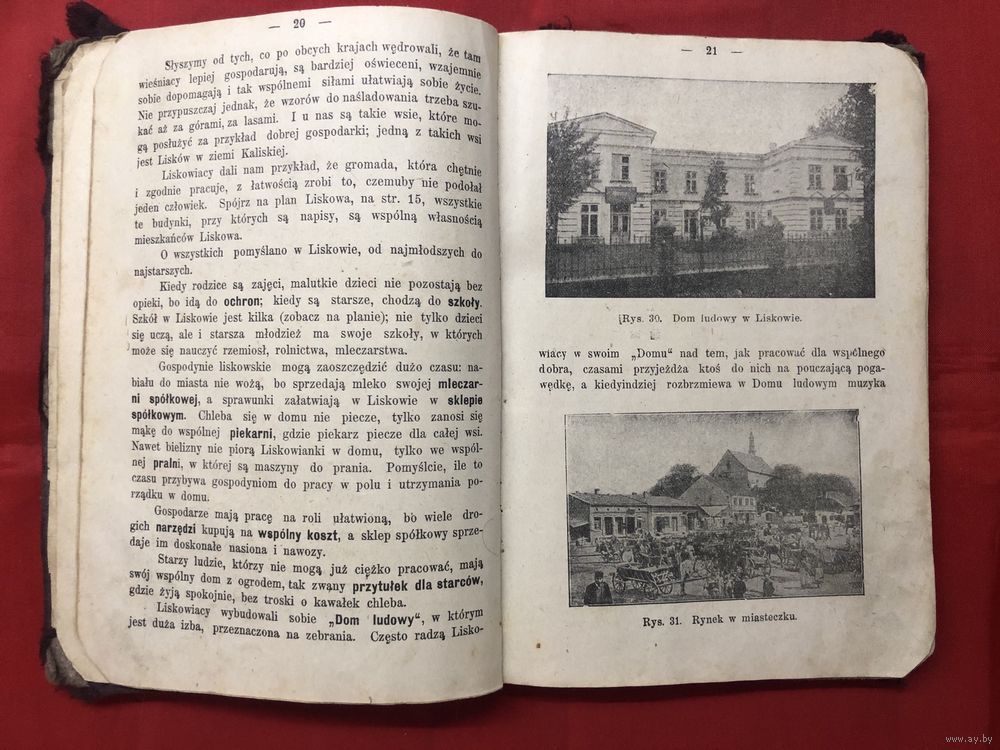 — 20 —
Słyszymy od tych, co po obcych krajach wędrowali, że tam
wieśniacy lepiej gospodarują, są bardziej oświeceni, wzajemnie
sobie dopomagają i tak wspólnemi siłami ułatwiają sobie życie.
Nie przypuszczaj jednak, że wzorów do naśladowania trzeba szu-
kać aż za górami, za lasami. I u nas są takie wsie, które mo-
gą posłużyć za przykład dobrej gospodarki; jedną z takich wsi
jest Lisków w ziemi Kaliskiej.
Liskowiacy dali nam przykład, że gromada, która chętnie
i zgodnie pracuje, z łatwością zrobi to, czemuby nie podołał
jeden człowiek. Spójrz na plan Liskowa, na str. 15, wszystkie
te budynki, przy których są napisy, są wspólną własnością
mieszkańców Liskowa.
O wszystkich pomyślano w Liskowie, od najmłodszych do
najstarszych.
Kiedy rodzice są zajęci, malutkie dzieci nie pozostają bez
opieki, bo idą do ochron; kiedy są starsze, chodzą do szkoły.
Szkół w Liskowie jest kilka (zobacz na planie); nie tylko dzieci
się uczą, ale i starsza młodzież ma swoje szkoły, w których
może się nauczyć rzemiosł, rolnictwa, mleczarstwa.
Gospodynie liskowskie mogą zaoszczędzić dużo czasu: na-
biału do miasta nie wożą, bo sprzedają mleko swojej mleczar-
ni spółkowej, a sprawunki załatwiają w Liskowie w sklepie
spółkowym. Chleba się w domu nie piecze, tylko zanosi się
mąkę do wspólnej piekarni, gdzie piekarz piecze dla całej wsi.
Nawet bielizny nie piorą Liskowianki w domu, tylko we wspól-
nej pralni, w której są maszyny do prania. Pomyślcie, ile to
czasu przybywa gospodyniom do pracy w polu i utrzymania po-
rządku w domu.
Gospodarze mają pracę na roli ułatwioną, bo wiele dro-
gich narzędzi kupują na wspólny koszt, a sklep spółkowy sprze-
daje im doskonałe nasiona i nawozy.
Starzy ludzie, którzy nie mogą już ciężko pracować, mają
swój wspólny dom z ogrodem, tak zwany przytułek dla starców,
gdzie żyją spokojnie, bez troski o kawałek chleba.
Liskowiacy wybudowali sobie „Dom ludowy“, w którym
jest duża izba, przeznaczona na zebrania. Często radzą Lisko-
— 21 —
Rys. 30. Dom ludowy w Liskowie.
wiacy w swoim „Domu“ nad tem, jak pracować dla wspólnego
dobra, czasami przyjeżdża ktoś do nich na pouczającą poga-
wędkę, a kiedyindziej rozbrzmiewa w Domu ludowym muzyka
Rys. 31. Rynek w miasteczku.
www.ay.by